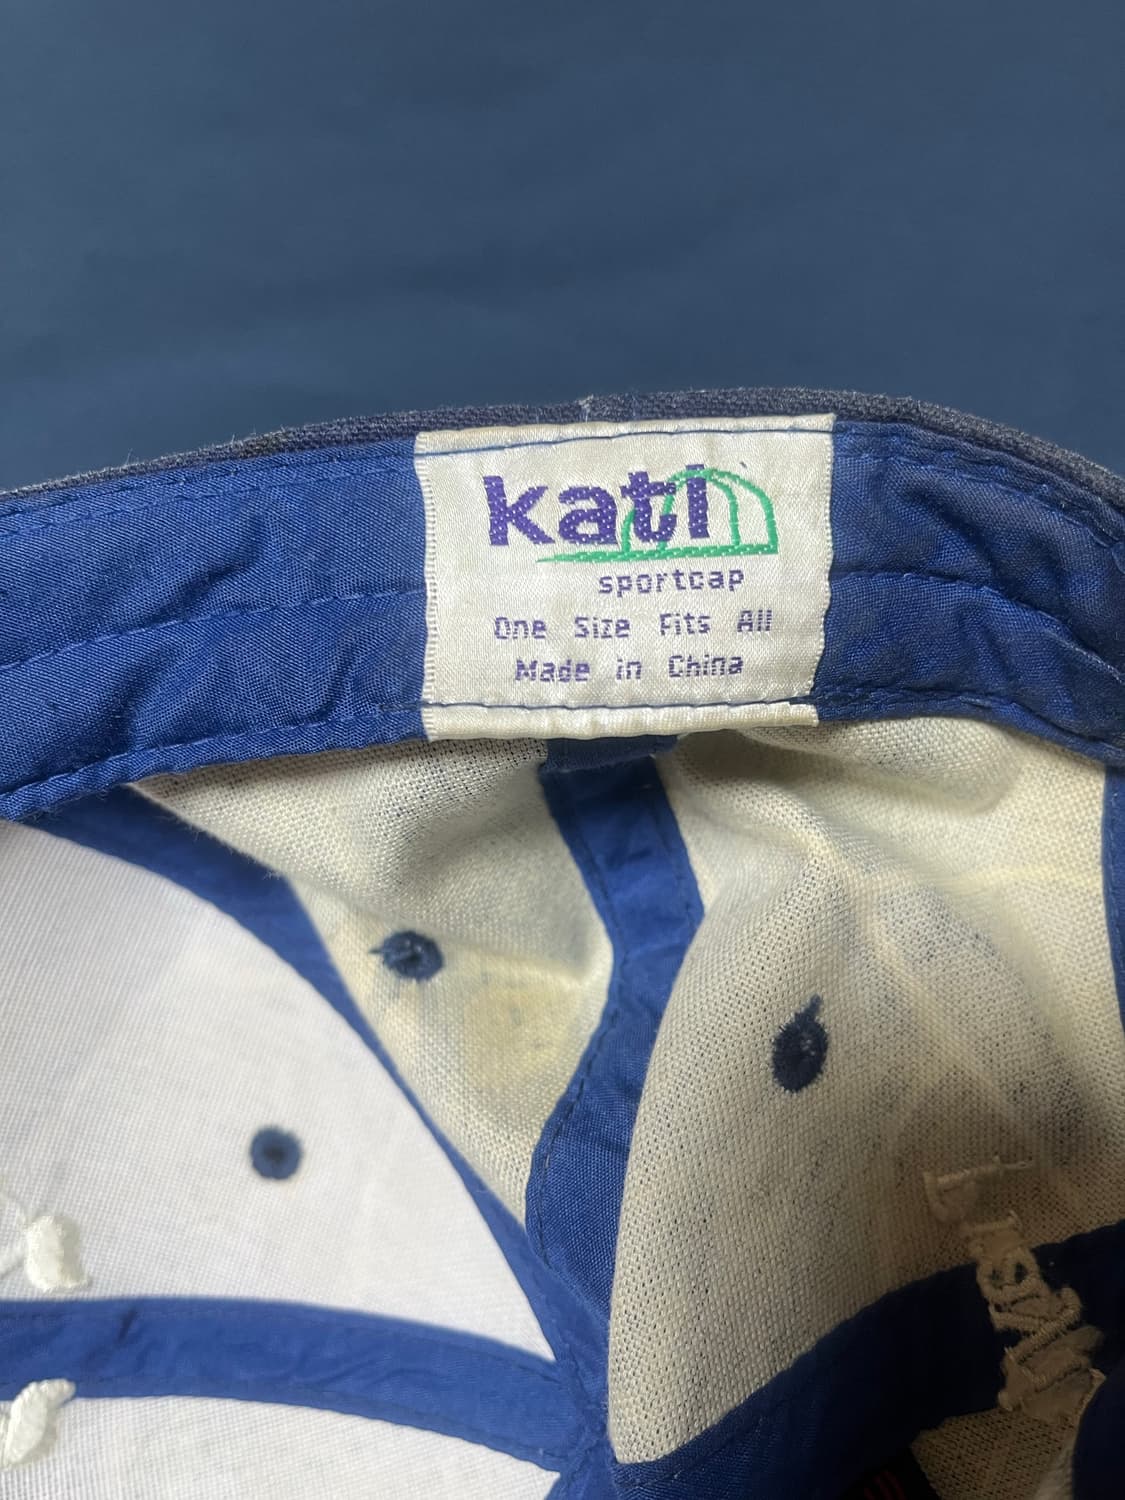 kati
sportcap
One Size Fits All
Made in China